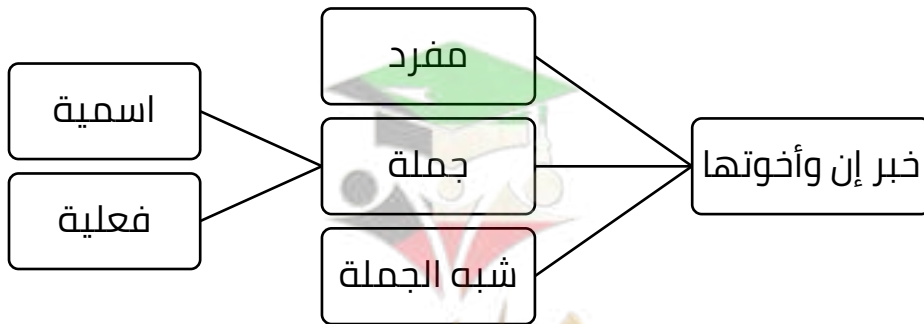 خبر إن وأخوتها
مفرد
جملة
شبه الجملة
اسمية
فعلية